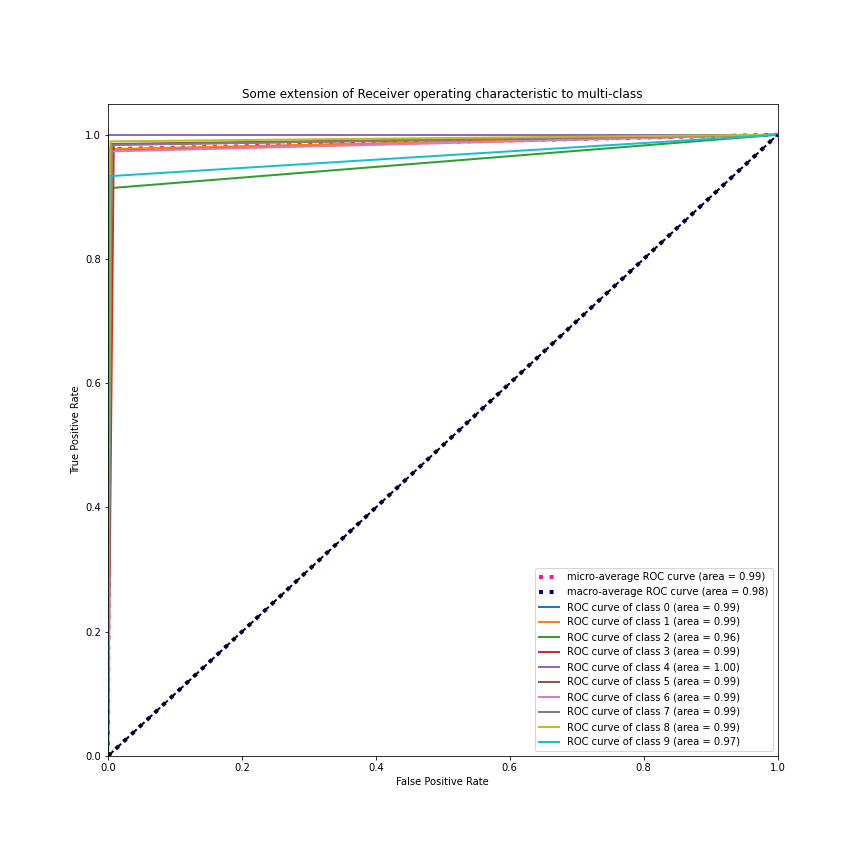 Some extension of Receiver operating characteristic to multi-class
1.0
0.8
0.6
0.4
0.2
0.0
True Positive Rate
0.0 0.2 0.4 0.6 0.8 1.0
False Positive Rate
micro-average ROC curve (area = 0.99)
macro-average ROC curve (area = 0.98)
ROC curve of class 0 (area = 0.99)
ROC curve of class 1 (area = 0.99)
ROC curve of class 2 (area = 0.96)
ROC curve of class 3 (area = 0.99)
ROC curve of class 4 (area = 1.00)
ROC curve of class 5 (area = 0.99)
ROC curve of class 6 (area = 0.99)
ROC curve of class 7 (area = 0.99)
ROC curve of class 8 (area = 0.99)
ROC curve of class 9 (area = 0.97)